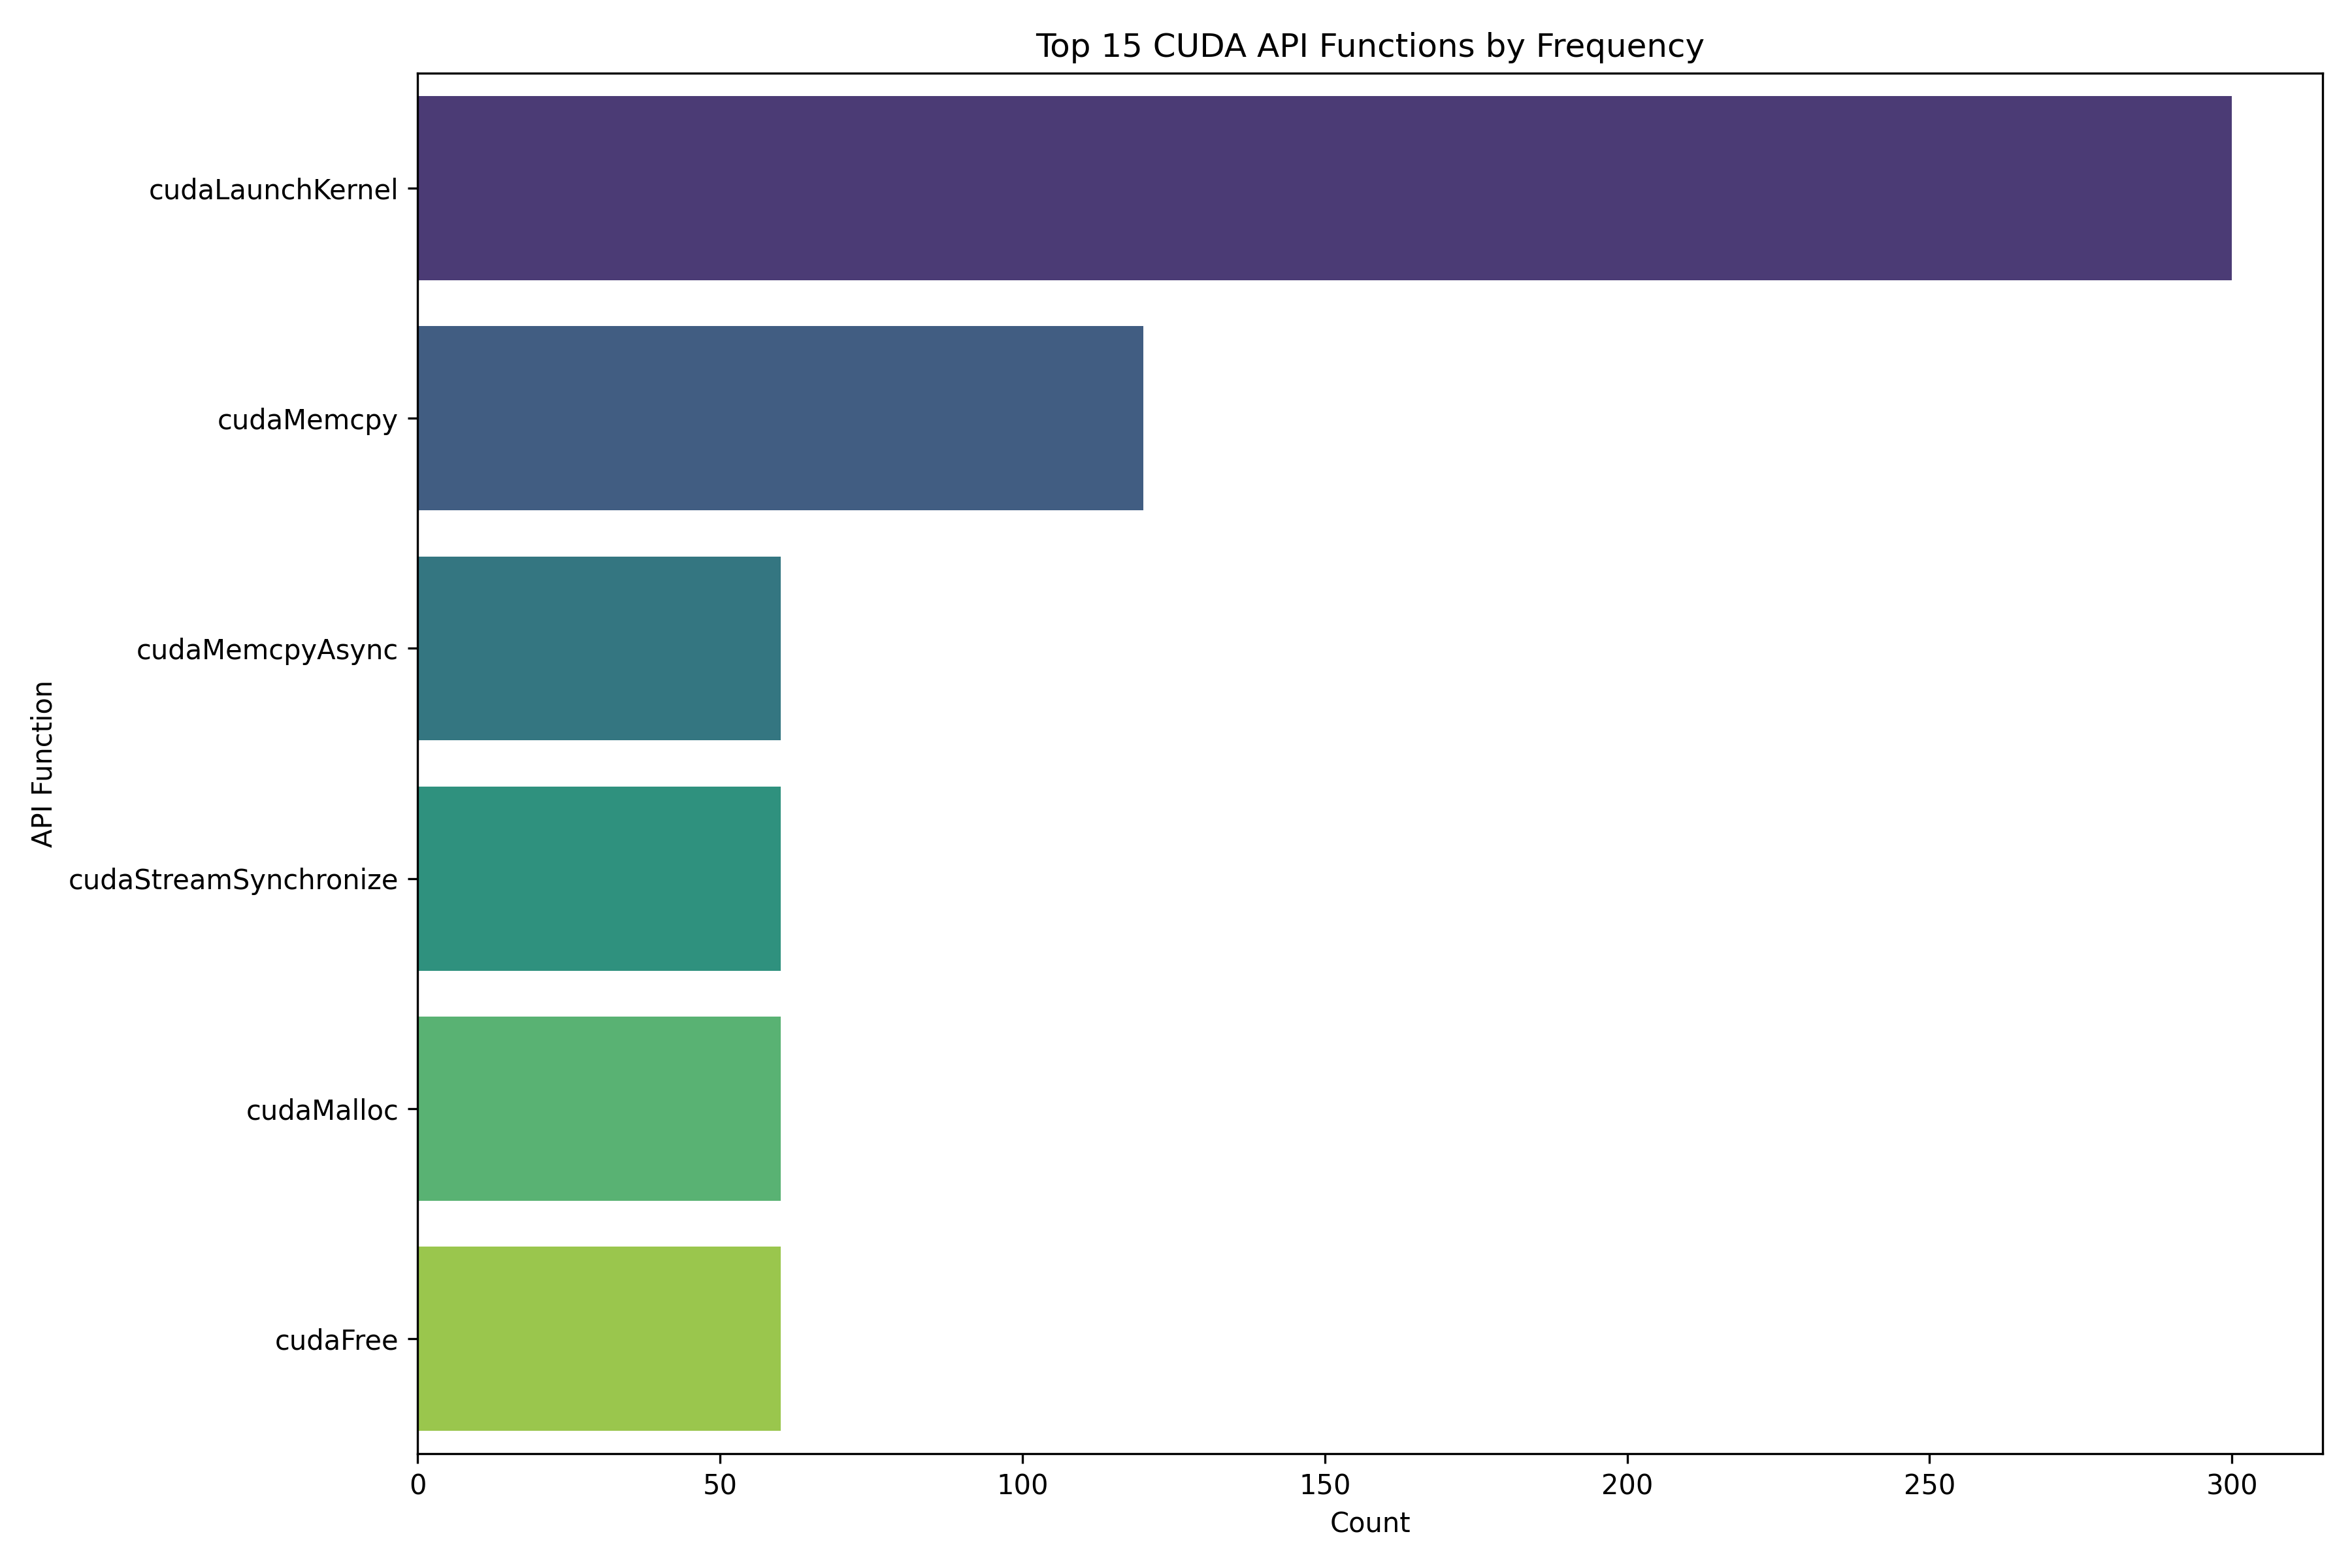 Top 15 CUDA API Functions by Frequency
API Function
cudaLaunchKernel
cudaMemcpy
cudaMemcpyAsync
cudaStreamSynchronize
cudaMalloc
cudaFree
0 50 100 150 200 250 300
Count